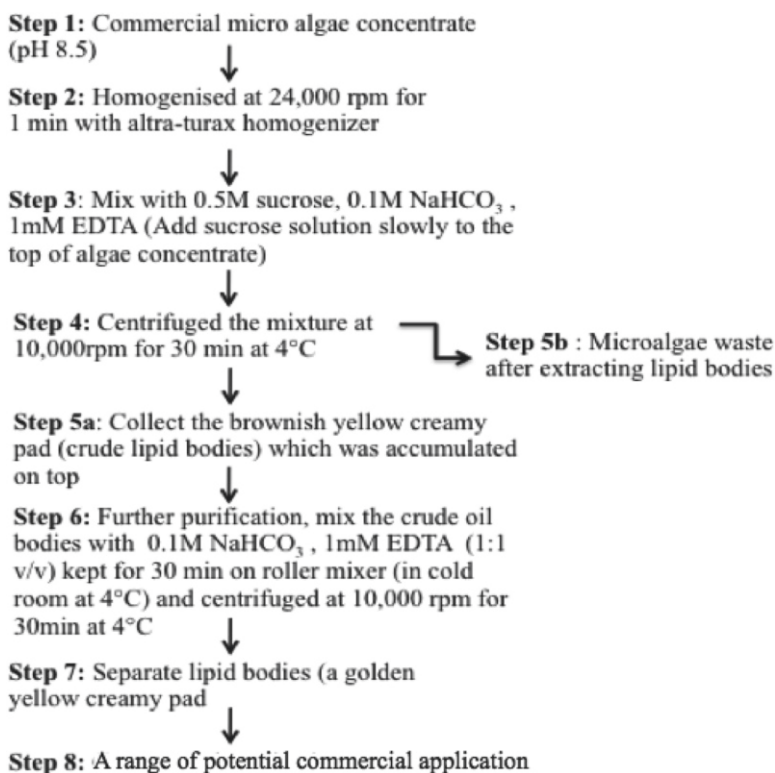 Step 1: Commercial micro algae concentrate
(pH 8.5)
Step 2: Homogenised at 24,000 rpm for
1 min with altra-turax homogenizer
Step 3: Mix with 0.5M sucrose, 0.1M NaHCO₃ ,
1mM EDTA (Add sucrose solution slowly to the
top of algae concentrate)
Step 4: Centrifuged the mixture at
10,000rpm for 30 min at 4°C
Step 5b : Microalgae waste
after extracting lipid bodies
Step 5a: Collect the brownish yellow creamy
pad (crude lipid bodies) which was accumulated
on top
Step 6: Further purification, mix the crude oil
bodies with 0.1M NaHCO₃ , 1mM EDTA (1:1
v/v) kept for 30 min on roller mixer (in cold
room at 4°C) and centrifuged at 10,000 rpm for
30min at 4°C
Step 7: Separate lipid bodies (a golden
yellow creamy pad
Step 8: A range of potential commercial application